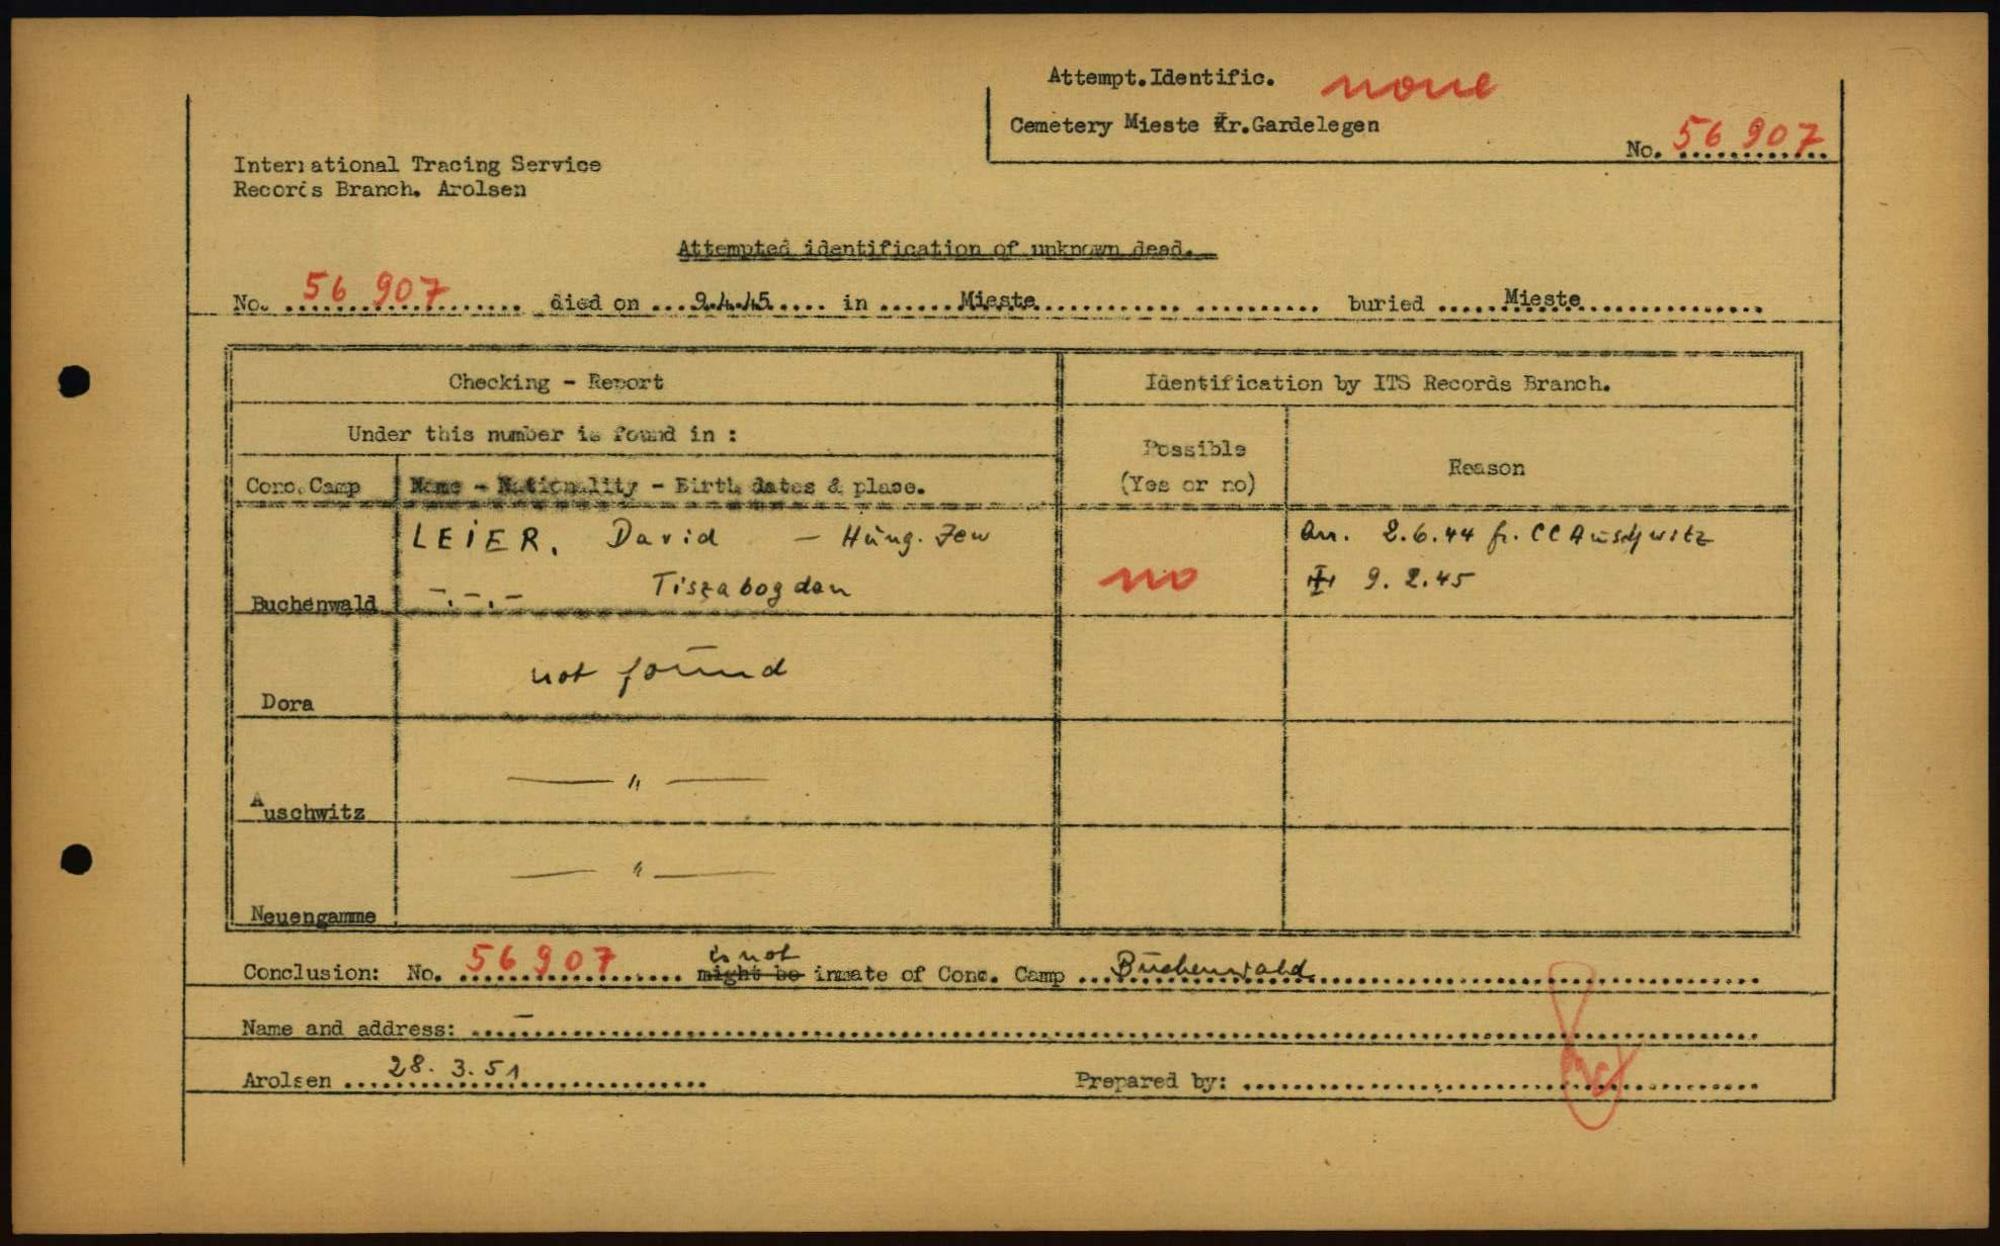 Attempt.Identific. none
Cemetery Mieste Kr.Gardelegen
No. 56 907
International Tracing Service
Records Branch. Arolsen
Attempted identification of unknown dead.
No. 56 907 died on 9.4.45 in Mieste buried Mieste
Checking - Report
Identification by ITS Records Branch.
Under this number is found in :
Possible
(Yes or no)
Reason
Conc.Camp
Name - Nationality - Birth dates & place.
LEIER, David - Hung. Jew
Arr. 2.6.44 fr. CC Auschwitz
Buchenwald
-.-.- Tiszabogdan
no
9.2.45
Dora
not found
Auschwitz
— " —
Neuengamme
— " —
Conclusion: No. 56 907 is not might be inmate of Conc. Camp Buchenwald
Name and address: -
Arolsen 28.3.51
Prepared by: